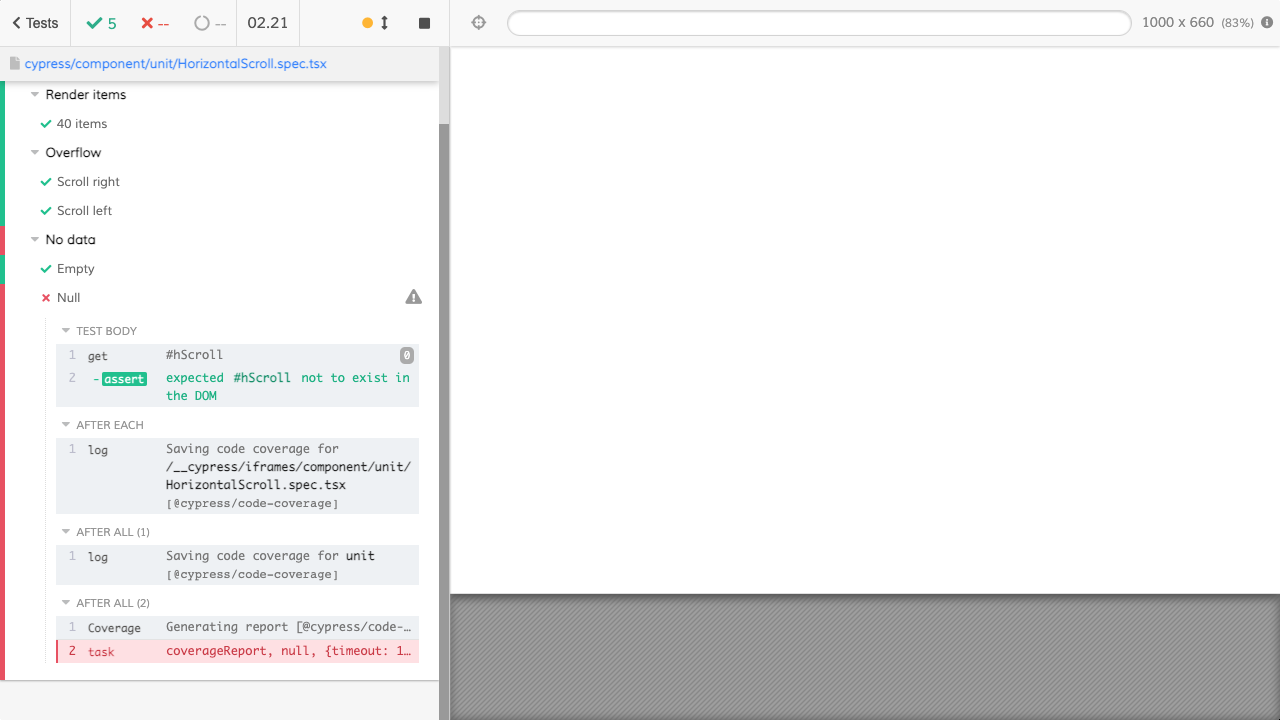 Tests
5
--
--
02.21
1000 x 660 (83%)
cypress/component/unit/HorizontalScroll.spec.tsx
Render items
40 items
Overflow
Scroll right
Scroll left
No data
Empty
Null
TEST BODY
1 get #hScroll 0
2 -assert expected #hScroll not to exist in
the DOM
AFTER EACH
1 log Saving code coverage for
/__cypress/iframes/component/unit/
HorizontalScroll.spec.tsx
[@cypress/code-coverage]
AFTER ALL (1)
1 log Saving code coverage for unit
[@cypress/code-coverage]
AFTER ALL (2)
1 Coverage Generating report [@cypress/code-…
2 task coverageReport, null, {timeout: 1…